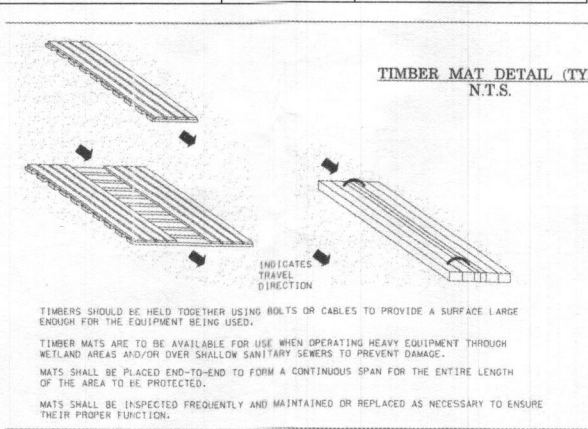 TIMBER MAT DETAIL (TY
N.T.S.
INDICATES
TRAVEL
DIRECTION
TIMBERS SHOULD BE HELD TOGETHER USING BOLTS OR CABLES TO PROVIDE A SURFACE LARGE
ENOUGH FOR THE EQUIPMENT BEING USED.
TIMBER MATS ARE TO BE AVAILABLE FOR USE WHEN OPERATING HEAVY EQUIPMENT THROUGH
WETLAND AREAS AND/OR OVER SHALLOW SANITARY SEWERS TO PREVENT DAMAGE.
MATS SHALL BE PLACED END-TO-END TO FORM A CONTINUOUS SPAN FOR THE ENTIRE LENGTH
OF THE AREA TO BE PROTECTED.
MATS SHALL BE INSPECTED FREQUENTLY AND MAINTAINED OR REPLACED AS NECESSARY TO ENSURE
THEIR PROPER FUNCTION.